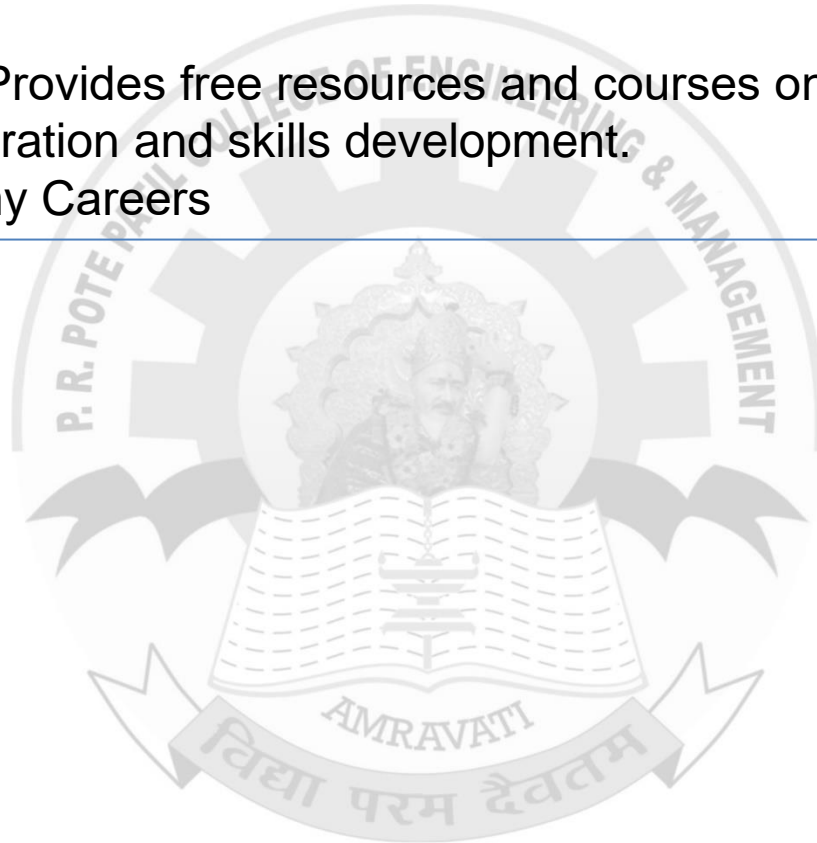 Provides free resources and courses on
ration and skills development.
ny Careers
P. R. POTE PATIL COLLEGE OF ENGINEERING & MANAGEMENT
AMRAVATI
विद्या परम दैवतम